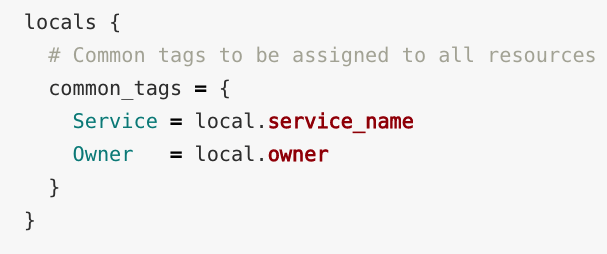 locals {
  # Common tags to be assigned to all resources
  common_tags = {
    Service = local.service_name
    Owner   = local.owner
  }
}